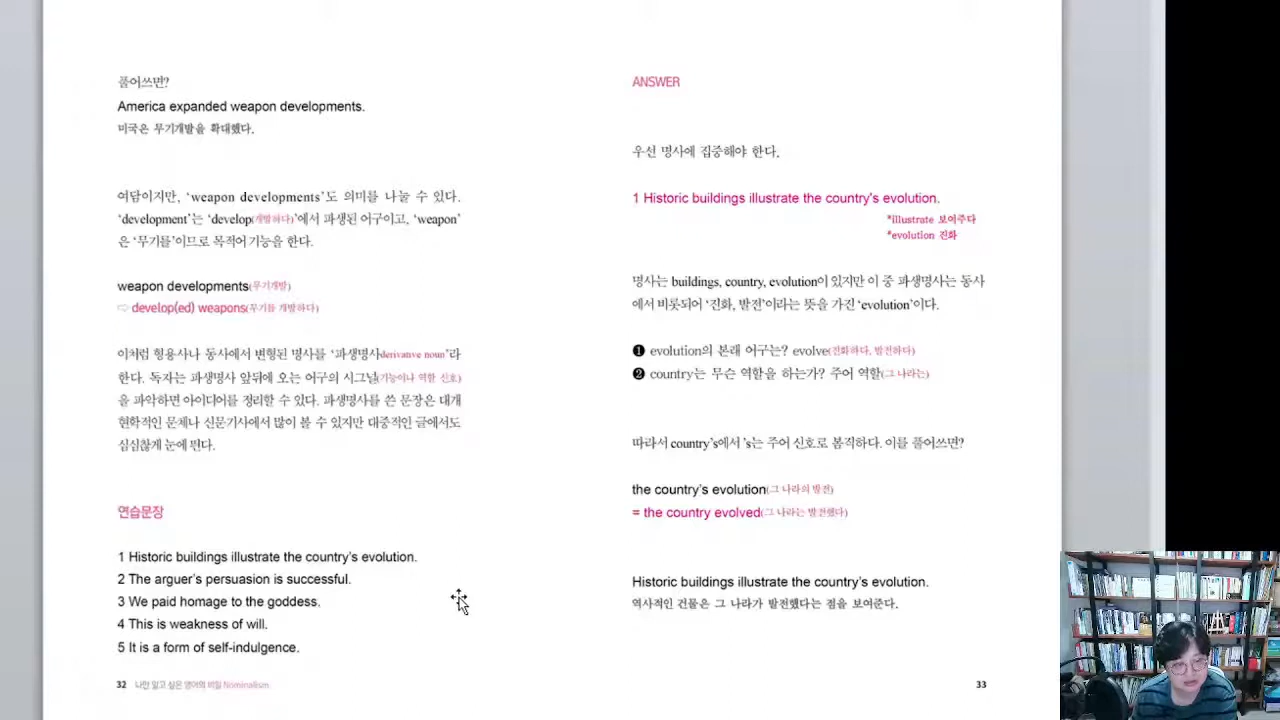 풀어쓰면?
America expanded weapon developments.
미국은 무기개발을 확대했다.
여담이지만, ‘weapon developments’도 의미를 나눌 수 있다.
‘development’는 ‘develop(개발하다)’에서 파생된 어구이고, ‘weapon’
은 ‘무기를’이므로 목적어 기능을 한다.
weapon developments(무기개발)
⇨ develop(ed) weapons(무기를 개발하다)
이처럼 형용사나 동사에서 변형된 명사를 ‘파생명사derivative noun’라
한다. 독자는 파생명사 앞뒤에 오는 어구의 시그널(기능이나 역할 신호)
을 파악하면 아이디어를 정리할 수 있다. 파생명사를 쓴 문장은 대개
현학적인 문체나 신문기사에서 많이 볼 수 있지만 대중적인 글에서도
심심찮게 눈에 띈다.
연습문장
1 Historic buildings illustrate the country’s evolution.
2 The arguer’s persuasion is successful.
3 We paid homage to the goddess.
4 This is weakness of will.
5 It is a form of self-indulgence.
32 나만 알고 싶은 영어의 비밀 Nominalism
ANSWER
우선 명사에 집중해야 한다.
1 Historic buildings illustrate the country's evolution.
*illustrate 보여주다
*evolution 진화
명사는 buildings, country, evolution이 있지만 이 중 파생명사는 동사
에서 비롯되어 ‘진화, 발전’이라는 뜻을 가진 ‘evolution’이다.
❶ evolution의 본래 어구는? evolve(진화하다, 발전하다)
❷ country는 무슨 역할을 하는가? 주어 역할(그 나라는)
따라서 country’s에서 ’s는 주어 신호로 봄직하다. 이를 풀어쓰면?
the country’s evolution(그 나라의 발전)
= the country evolved(그 나라는 발전했다)
Historic buildings illustrate the country’s evolution.
역사적인 건물은 그 나라가 발전했다는 점을 보여준다.
33